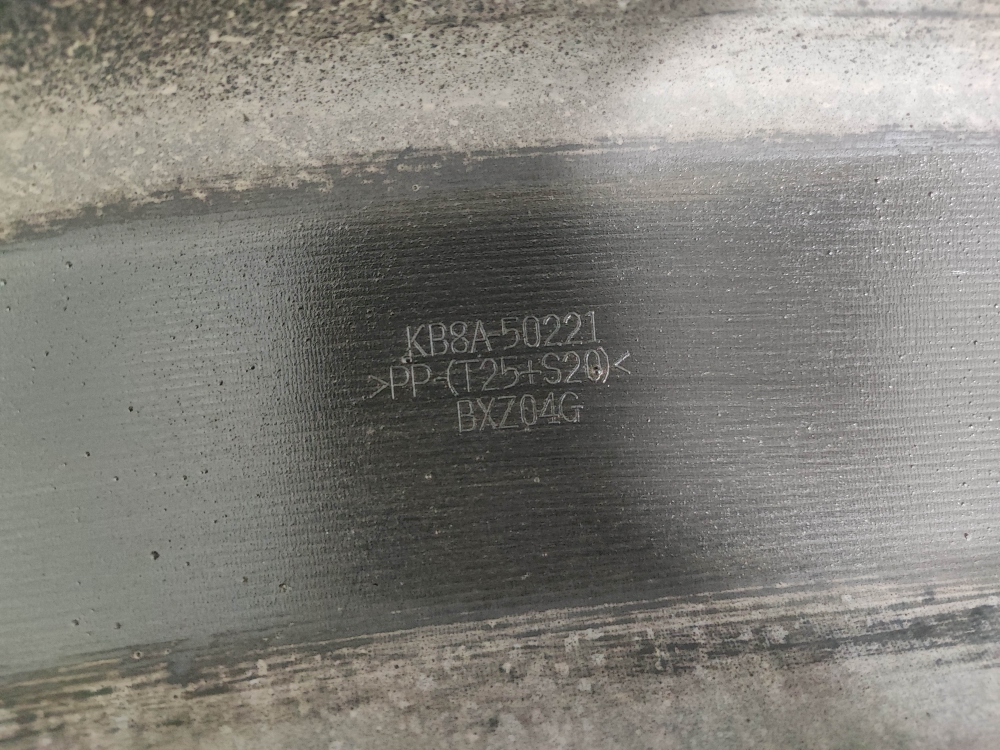 KB8A-50221
>PP-(T25+S20)<
BXZ04G